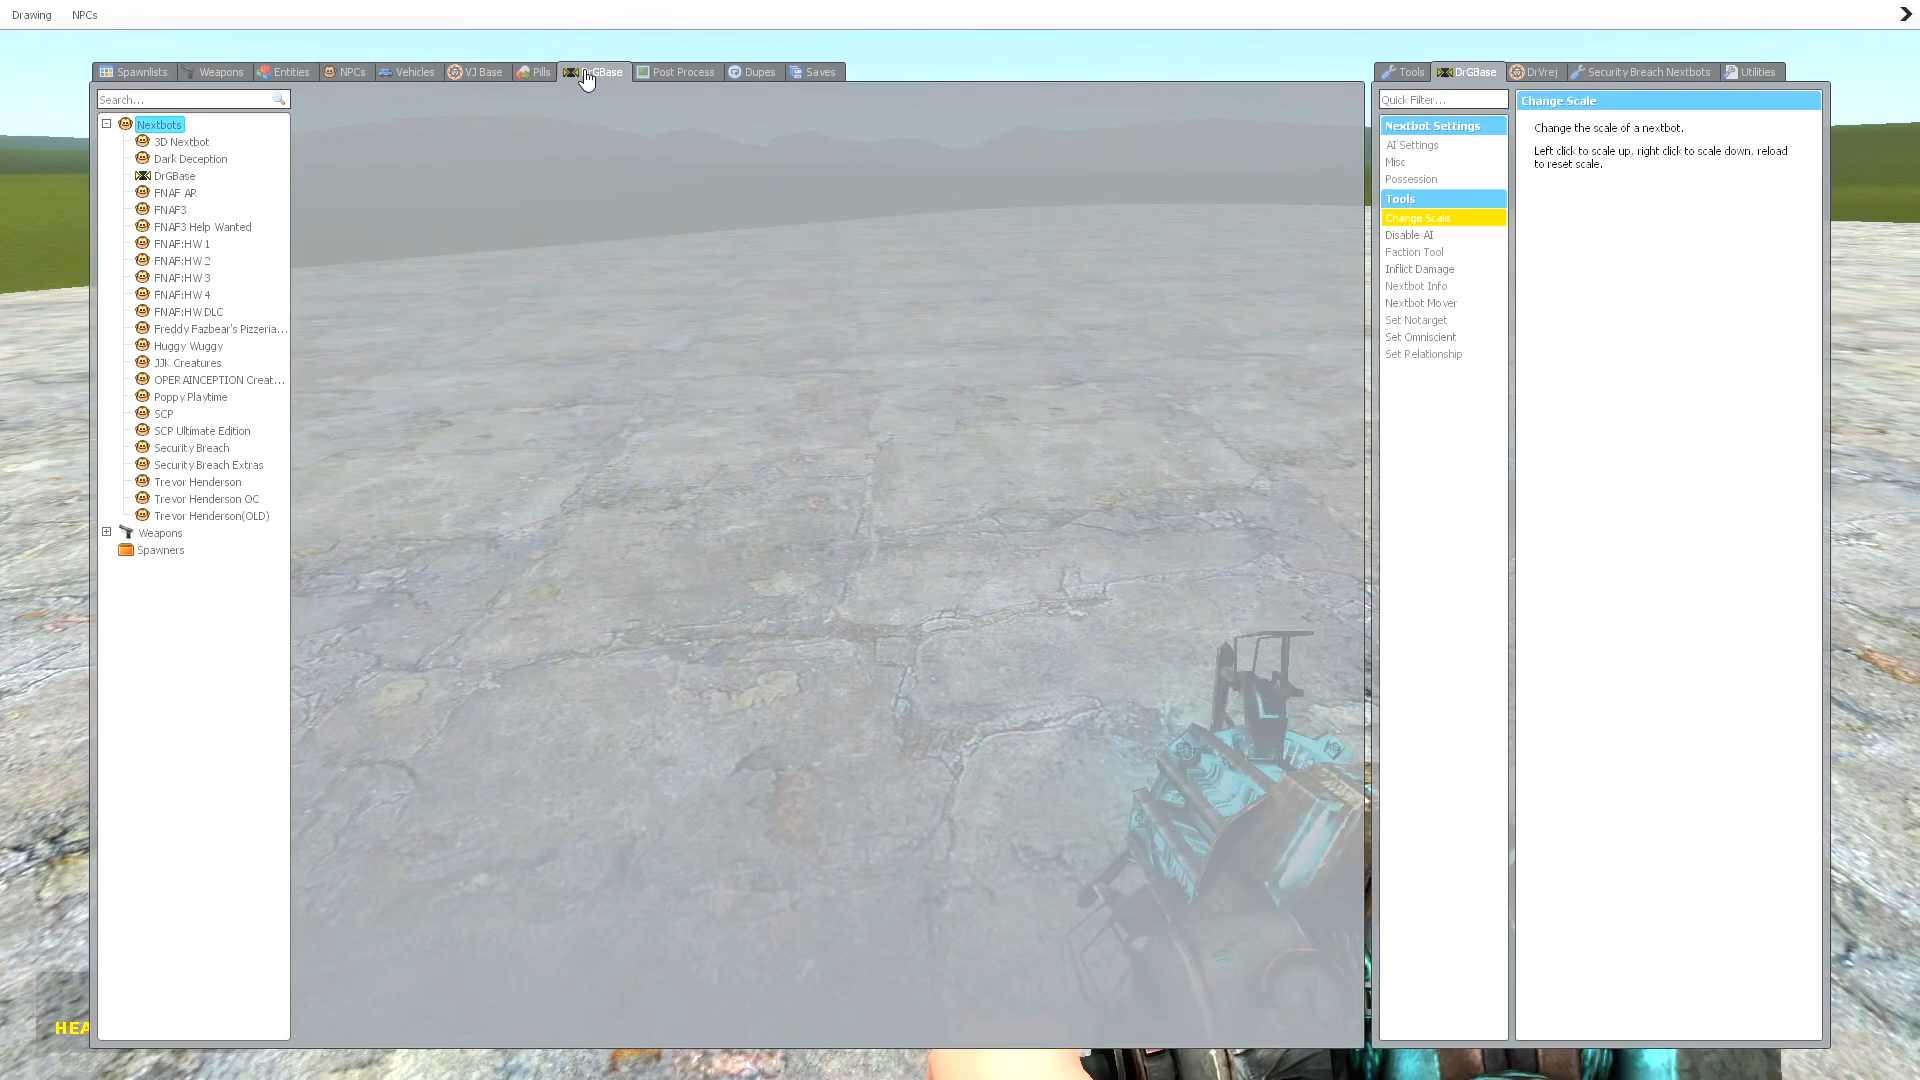 Drawing NPCs
Spawnlists Weapons Entities NPCs Vehicles VJ Base Pills DrGBase Post Process Dupes Saves
Search...
Nextbots
3D Nextbot
Dark Deception
DrGBase
FNAF AR
FNAF3
FNAF3 Help Wanted
FNAF:HW 1
FNAF:HW 2
FNAF:HW 3
FNAF:HW 4
FNAF:HW DLC
Freddy Fazbear's Pizzeria...
Huggy Wuggy
JJK Creatures
OPERAINCEPTION Creat...
Poppy Playtime
SCP
SCP Ultimate Edition
Security Breach
Security Breach Extras
Trevor Henderson
Trevor Henderson OC
Trevor Henderson(OLD)
Weapons
Spawners
HEA
Tools DrGBase DrVrej Security Breach Nextbots Utilities
Quick Filter...
Nextbot Settings
AI Settings
Misc
Possession
Tools
Change Scale
Disable AI
Faction Tool
Inflict Damage
Nextbot Info
Nextbot Mover
Set Notarget
Set Omniscient
Set Relationship
Change Scale
Change the scale of a nextbot.
Left click to scale up, right click to scale down, reload
to reset scale.